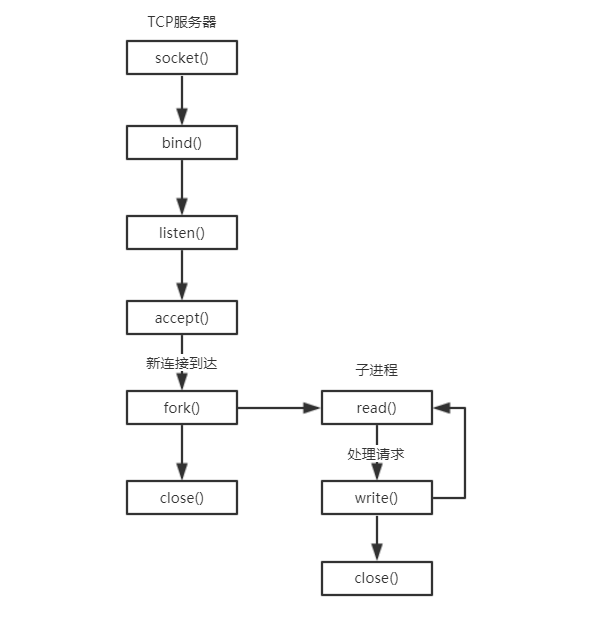 TCP服务器
socket()
bind()
listen()
accept()
新连接到达
子进程
fork()
read()
处理请求
close()
write()
close()